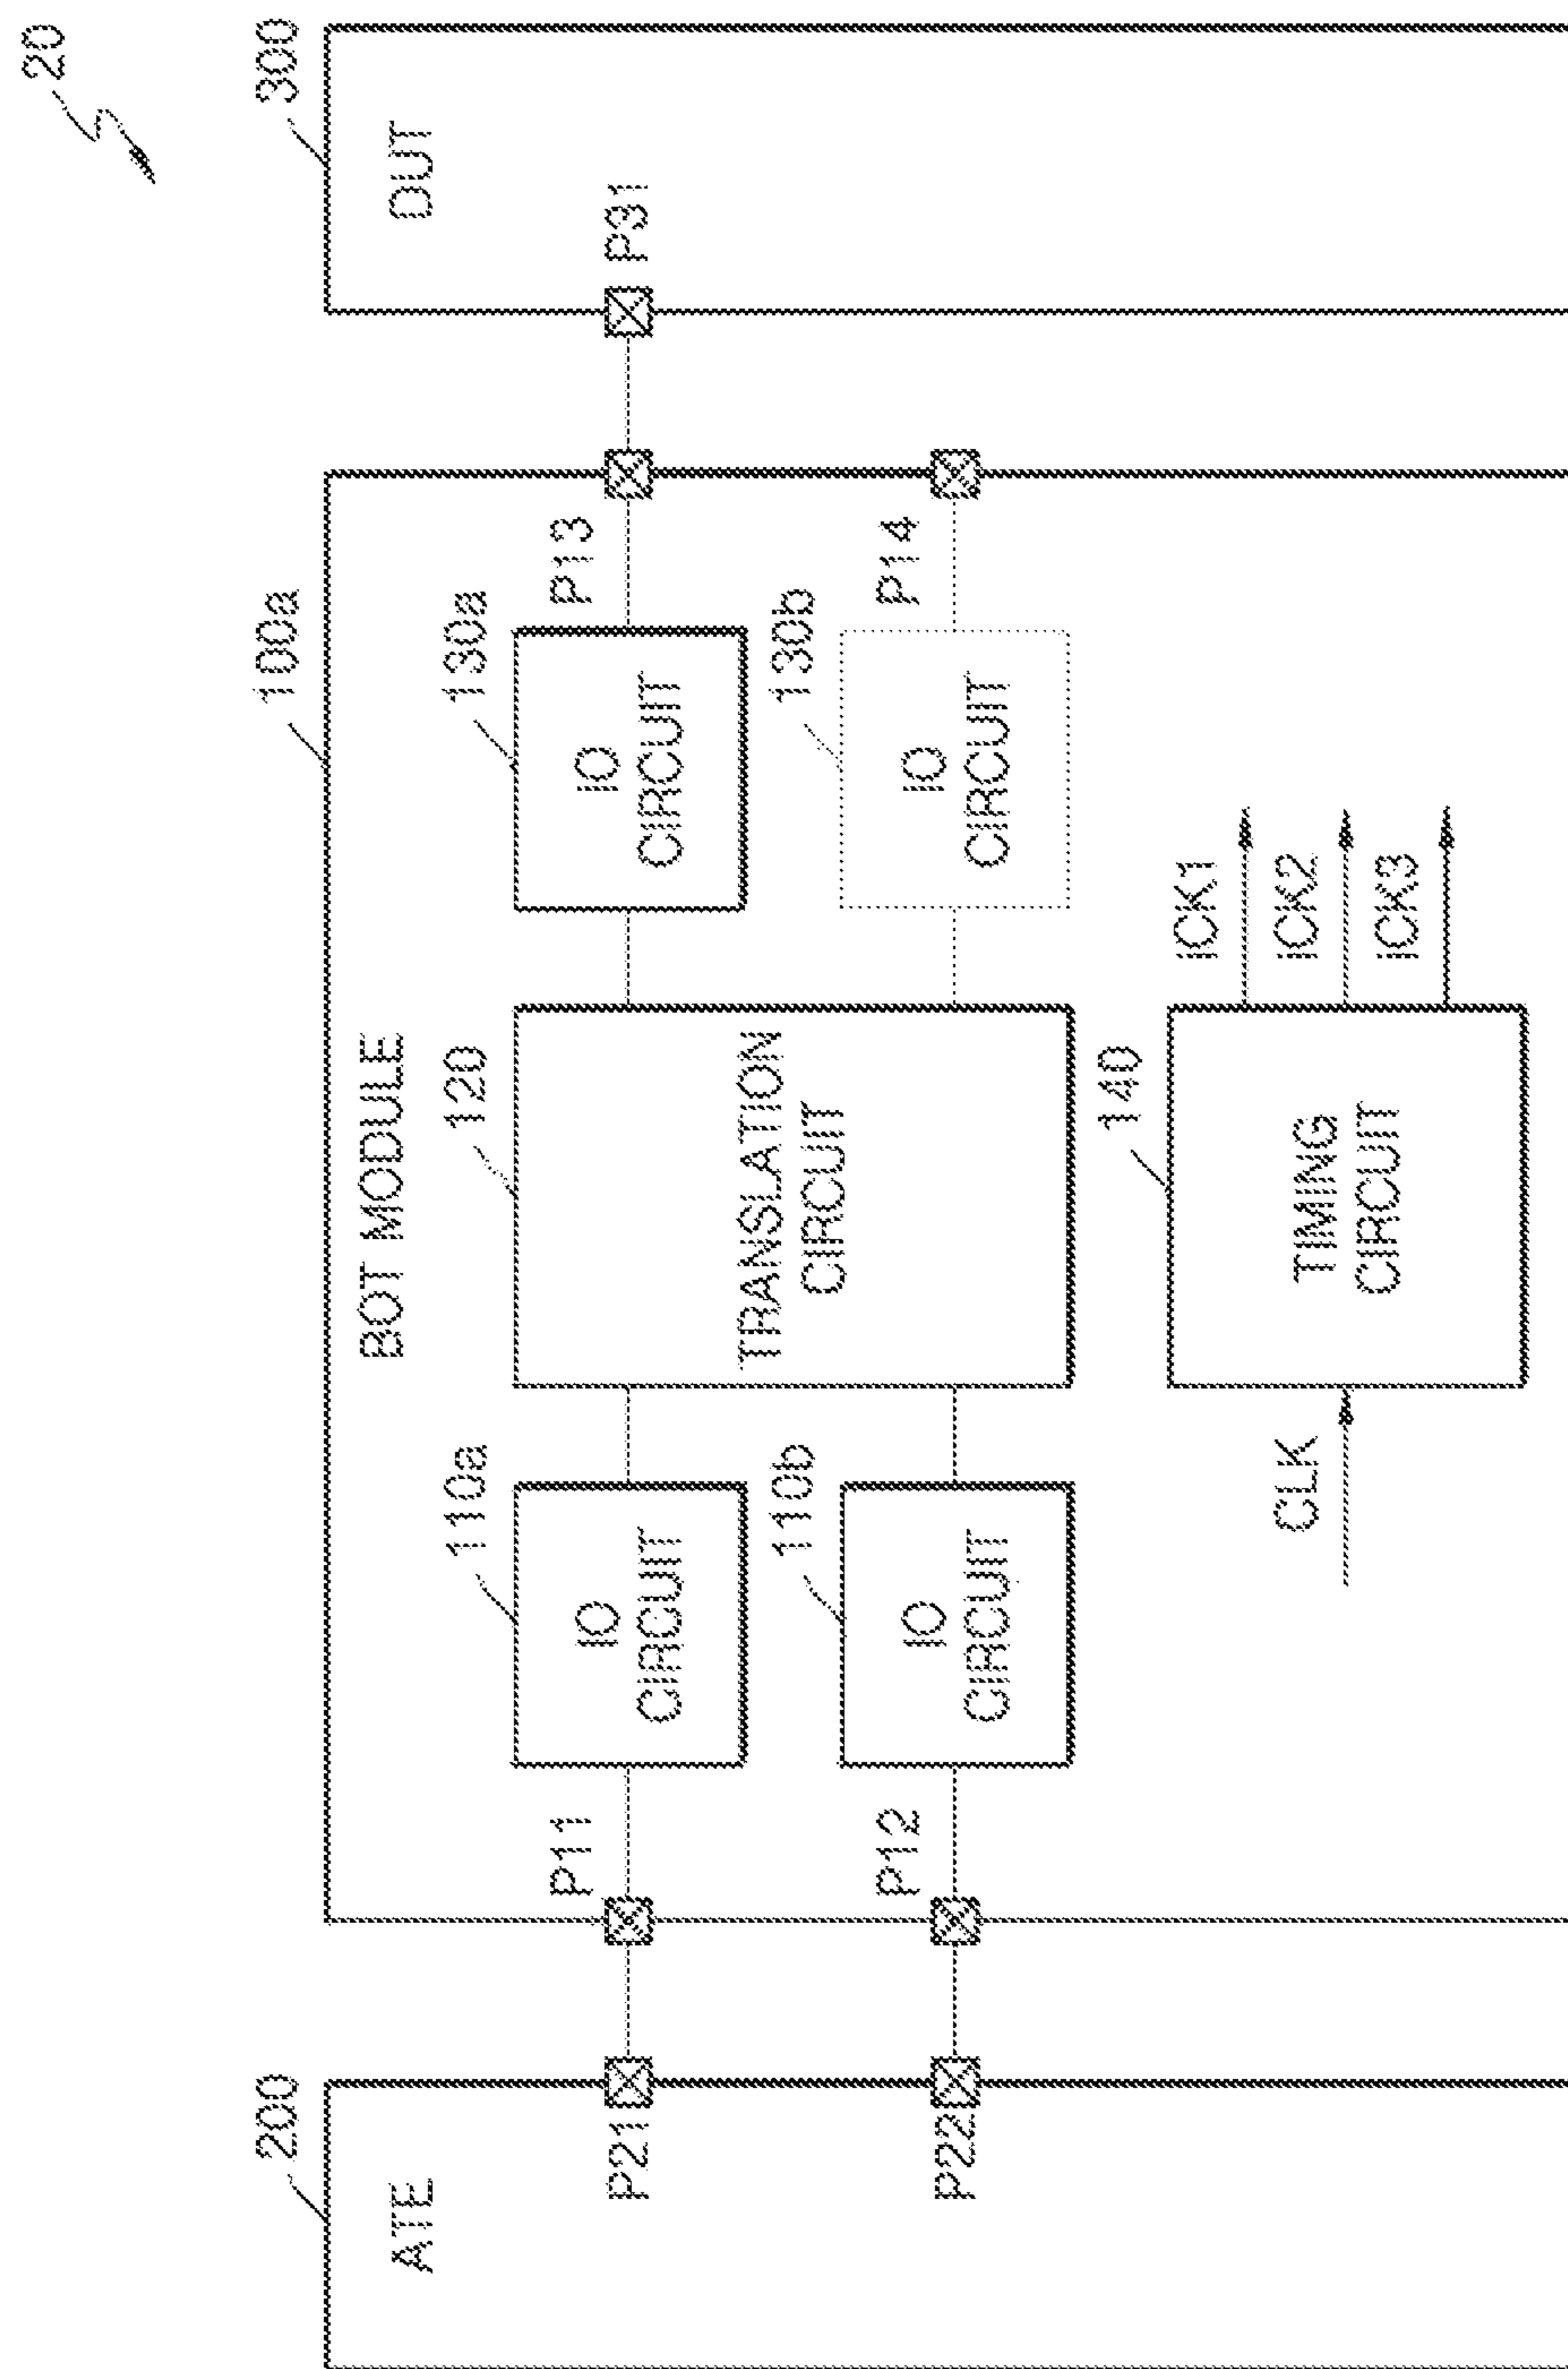 20
200
100a
300
ATE
BOT MODULE
DUT
110a
120
130a
P21
P11
IO
CIRCUIT
TRANSLATION
CIRCUIT
IO
CIRCUIT
P13
P31
110b
130b
P22
P12
IO
CIRCUIT
IO
CIRCUIT
P14
140
CLK
TIMING
CIRCUIT
iCK1
iCK2
iCK3